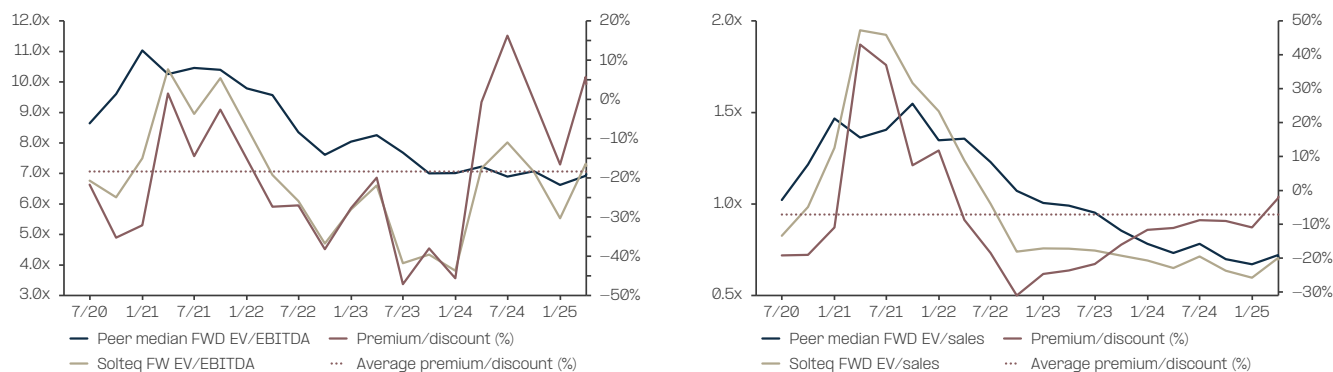 12.0x
11.0x
10.0x
9.0x
8.0x
7.0x
6.0x
5.0x
4.0x
3.0x
20%
10%
0%
−10%
−20%
−30%
−40%
−50%
7/20 1/21 7/21 1/22 7/22 1/23 7/23 1/24 7/24 1/25
Peer median FWD EV/EBITDA Premium/discount (%)
Solteq FW EV/EBITDA Average premium/discount (%)
2.0x
1.5x
1.0x
0.5x
50%
40%
30%
20%
10%
0%
−10%
−20%
−30%
7/20 1/21 7/21 1/22 7/22 1/23 7/23 1/24 7/24 1/25
Peer median FWD EV/sales Premium/discount (%)
Solteq FWD EV/sales Average premium/discount (%)